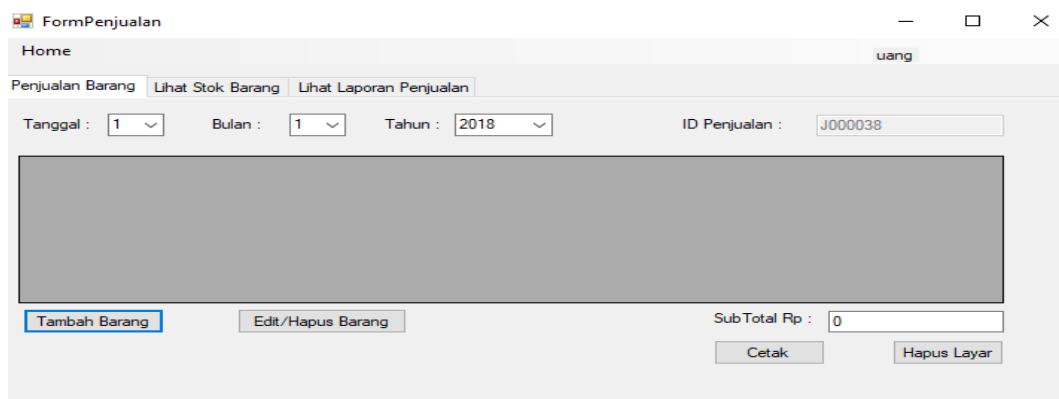 FormPenjualan
Home uang
Penjualan Barang Lihat Stok Barang Lihat Laporan Penjualan
Tanggal : 1 Bulan : 1 Tahun : 2018 ID Penjualan : J000038
Tambah Barang Edit/Hapus Barang SubTotal Rp : 0
Cetak Hapus Layar